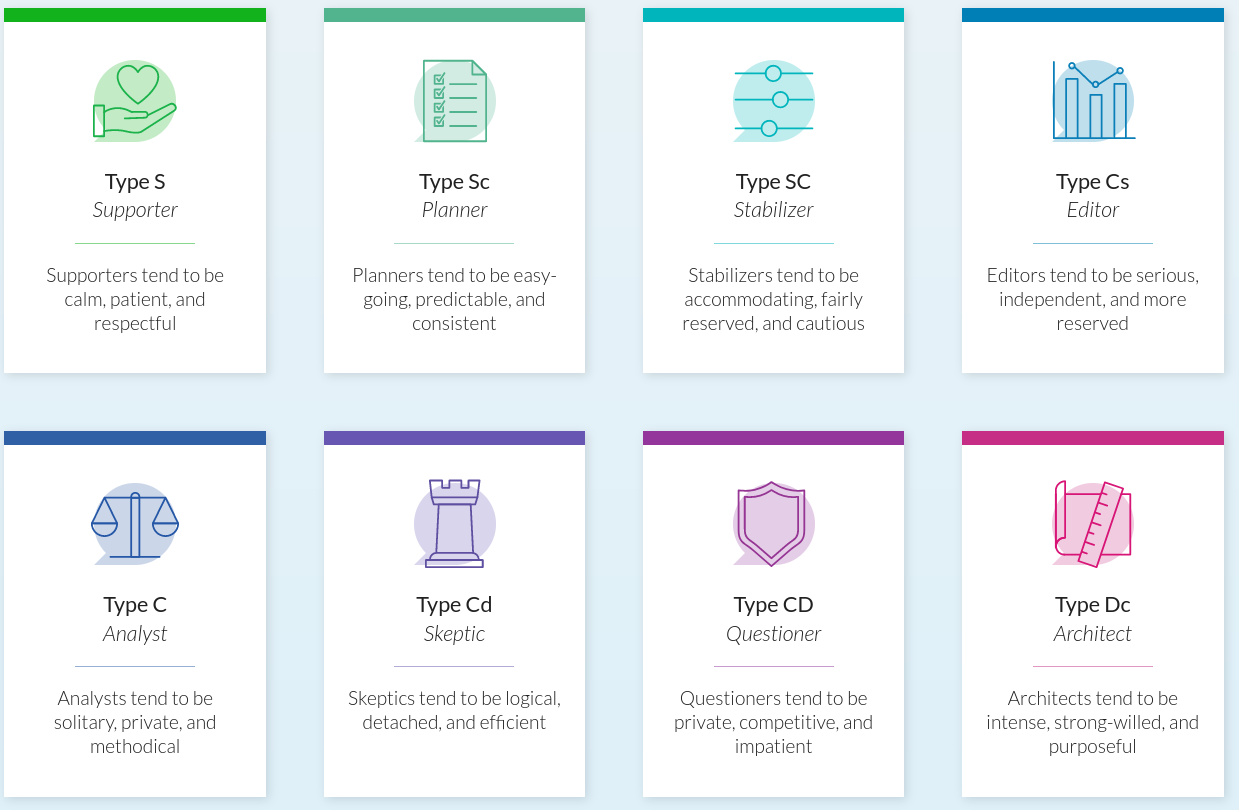 Type S
Supporter
Supporters tend to be
calm, patient, and
respectful
Type Sc
Planner
Planners tend to be easy-
going, predictable, and
consistent
Type SC
Stabilizer
Stabilizers tend to be
accommodating, fairly
reserved, and cautious
Type Cs
Editor
Editors tend to be serious,
independent, and more
reserved
Type C
Analyst
Analysts tend to be
solitary, private, and
methodical
Type Cd
Skeptic
Skeptics tend to be logical,
detached, and efficient
Type CD
Questioner
Questioners tend to be
private, competitive, and
impatient
Type Dc
Architect
Architects tend to be
intense, strong-willed, and
purposeful